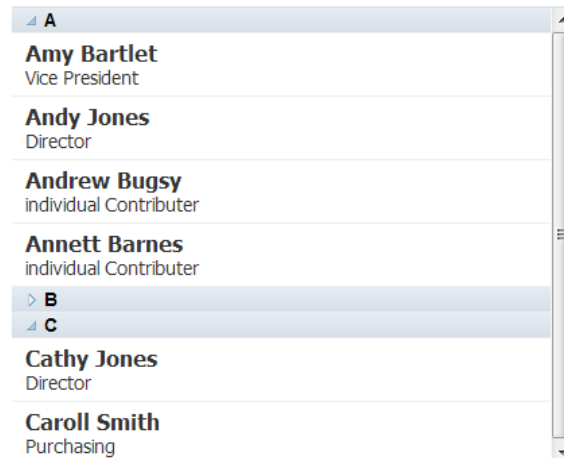 A
Amy Bartlet
Vice President
Andy Jones
Director
Andrew Bugsy
individual Contributer
Annett Barnes
individual Contributer
B
C
Cathy Jones
Director
Caroll Smith
Purchasing